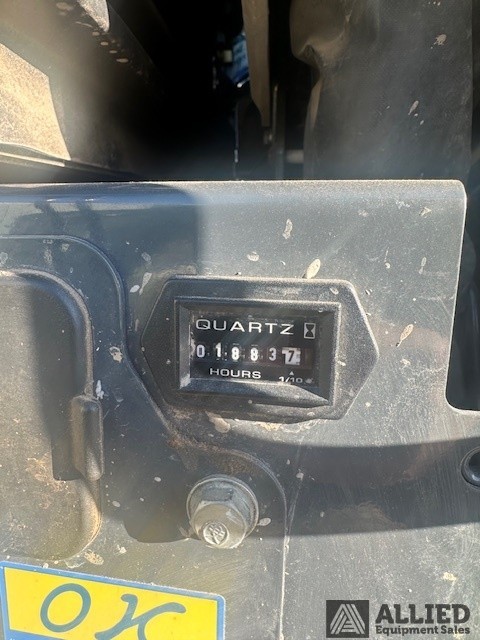 QUARTZ
018837
HOURS 1/10
OK
ALLIED
Equipment Sales